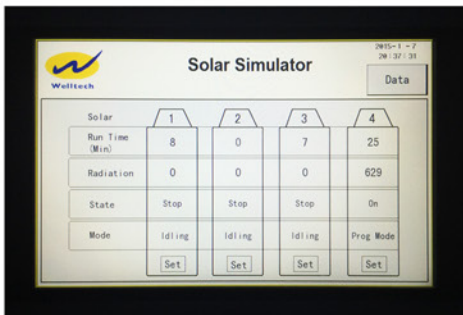 2015- 1 - 7
20:37:31
Welltech
Solar Simulator
Data
Solar 1 2 3 4
Run Time (Min) 8 0 7 25
Radiation 0 0 0 629
State Stop Stop Stop On
Mode Idling Idling Idling Prog Mode
Set Set Set Set